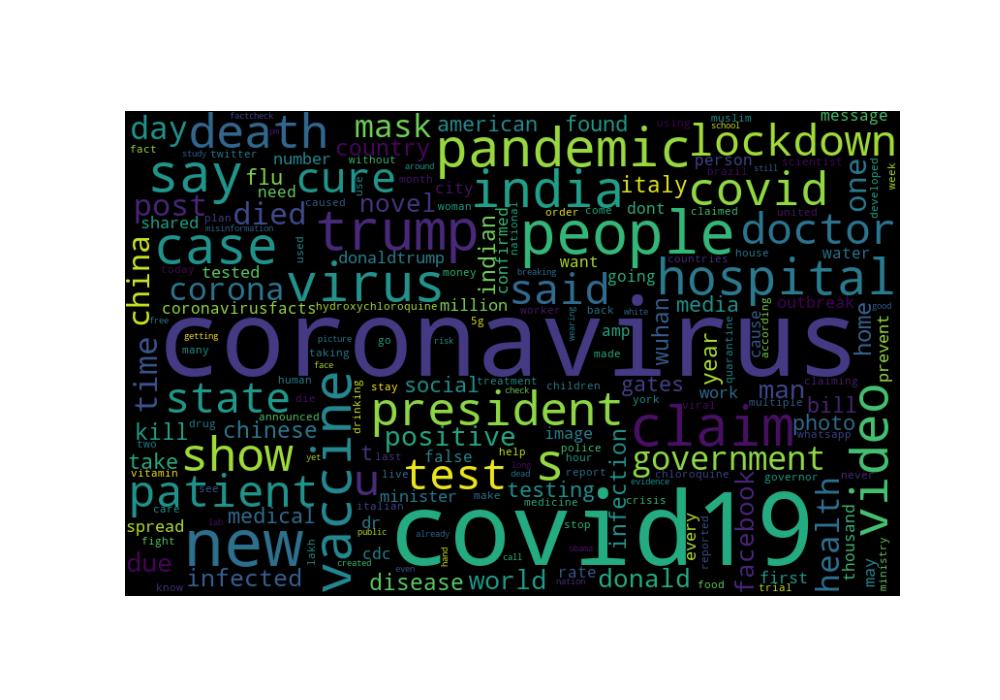 factcheck
message
day
death
mask
american
found
using
muslim
school
pandemic
lockdown
fact
study
twitter
number
without
country
around
person
scientist
still
week
say
flu
cure
need
india
italy
covid
brazil
one
developed
month
city
post
caused
use
novel
woman
order
come
dont
claimed
united
shared
plan
died
misinformation
trump
indian
confirmed
national
people
doctor
case
used
donaldtrump
want
countries
house
water
china
today
tested
money
breaking
going
hospital
corona
virus
said
media
outbreak
coronavirusfacts
hydroxychloroquine
million
worker
back
white
wuhan
cause
according
good
free
5g
wearing
amp
home
coronavirus
getting
many
picture
go
risk
made
year
quarantine
prevent
time
taking
face
human
stay
social
treatment
children
check
gates
work
man
claiming
state
die
vaccine
drinking
york
viral
multiple
bill
announced
president
claim
photo
whatsapp
video
kill
drug
chinese
positive
image
police
two
yet
t
last
false
help
hour
s
government
show
take
vitamin
see
live
test
long
dead
report
infection
evidence
chloroquine
governor
never
patient
u
minister
make
testing
medicine
crisis
italian
care
lab
medical
lakh
dr
covid19
stop
every
facebook
health
thousand
spread
public
already
reported
fight
new
cdc
hand
call
obama
may
ministry
due
created
even
know
infected
disease
world
nation
rate
donald
food
first
trial